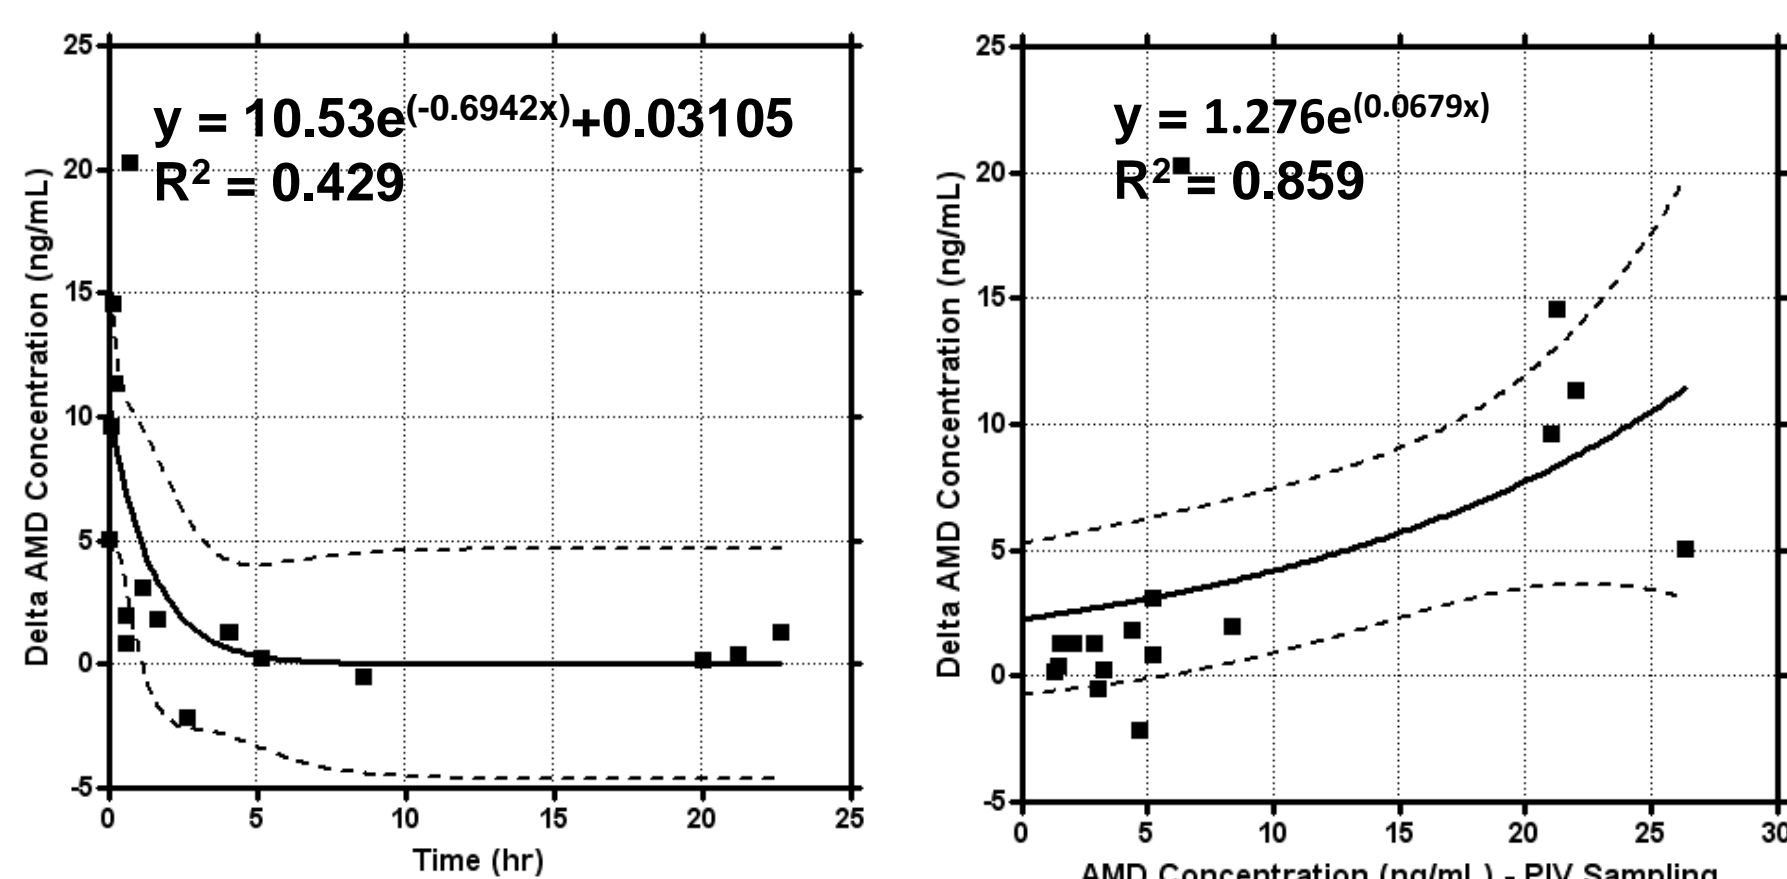 y = 10.53e(-0.6942x)+0.03105
R² = 0.429
Delta AMD Concentration (ng/mL)
25
20
15
10
5
0
-5
0 5 10 15 20 25
Time (hr)
y = 1.276e(0.0679x)
R² = 0.859
Delta AMD Concentration (ng/mL)
25
20
15
10
5
0
-5
0 5 10 15 20 25 30
AMD Concentration (ng/mL) - PIV Sampling